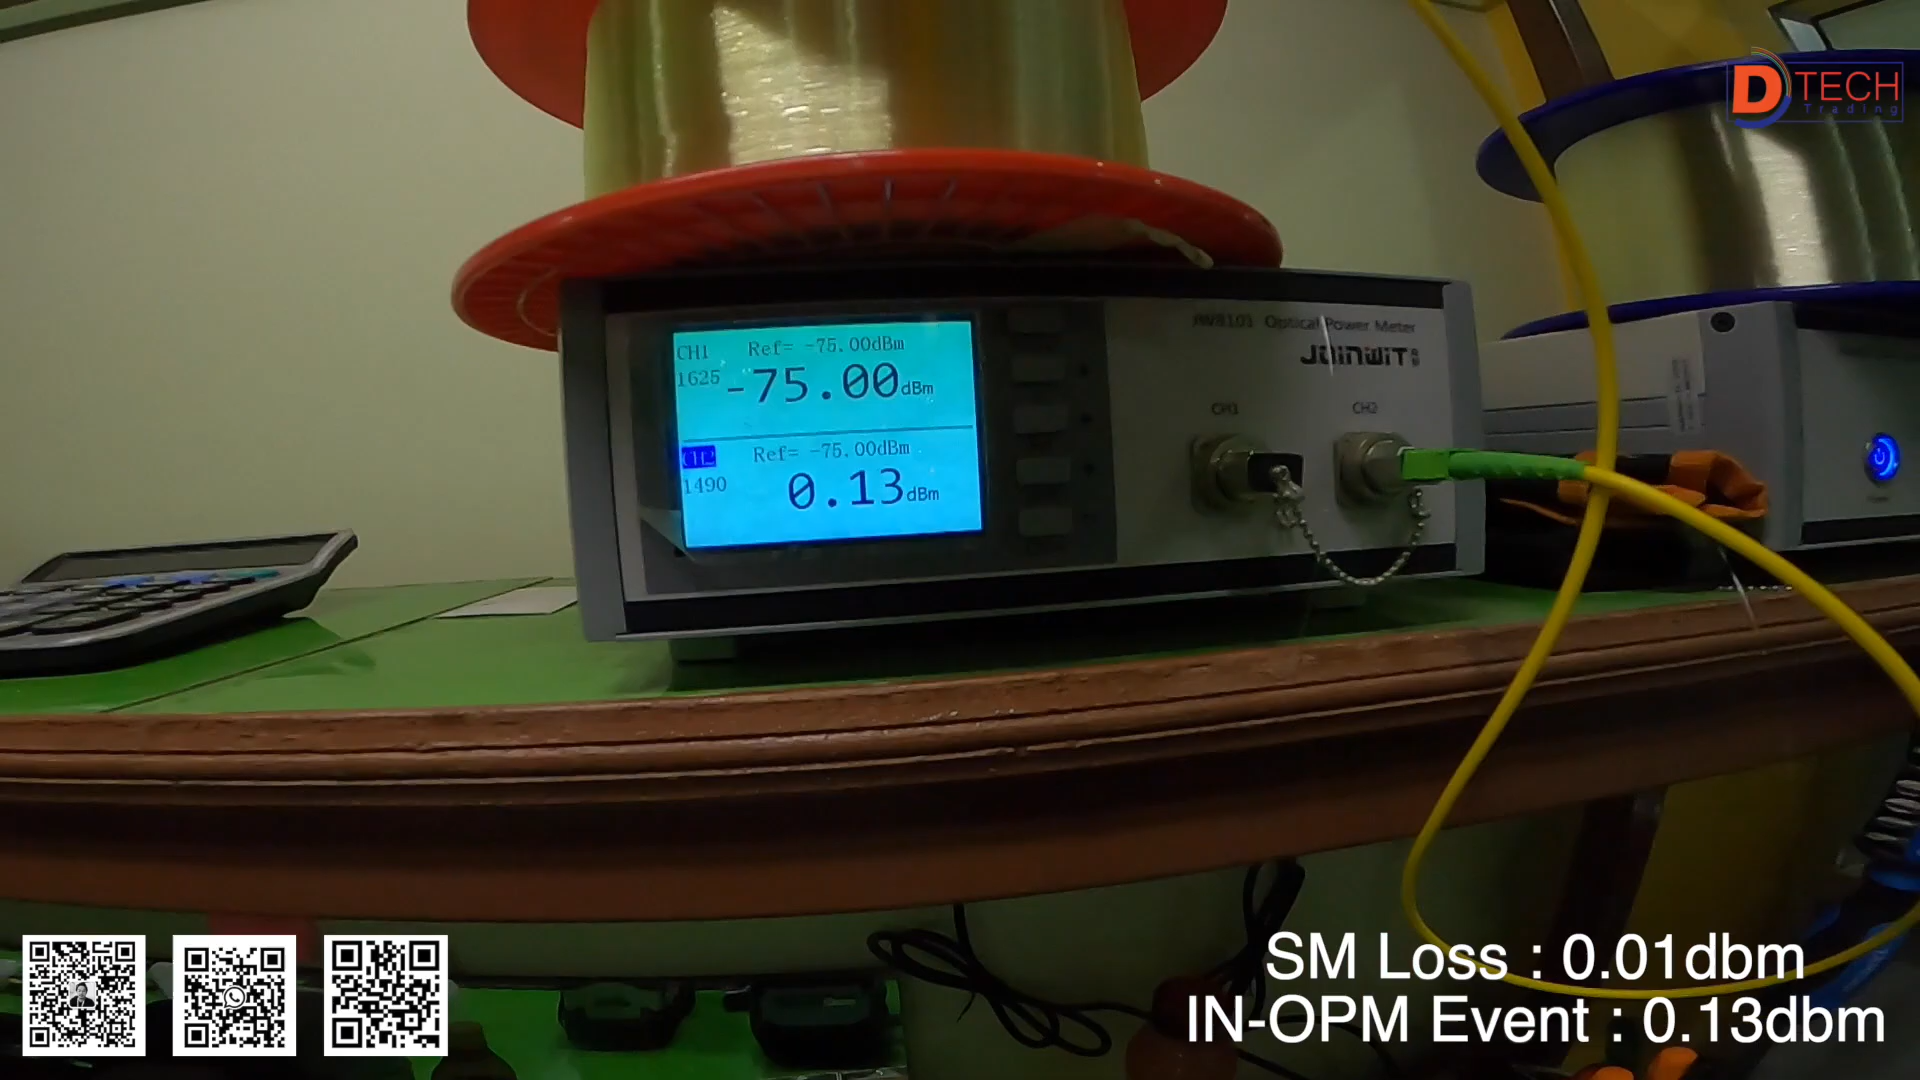 D TECH
Trading
CH1 Ref= -75.00dBm
1625 -75.00dBm
CH2 Ref= -75.00dBm
1490 0.13dBm
Optical Power Meter
JOINWIT
CH1 CH2
SM Loss : 0.01dbm
IN-OPM Event : 0.13dbm